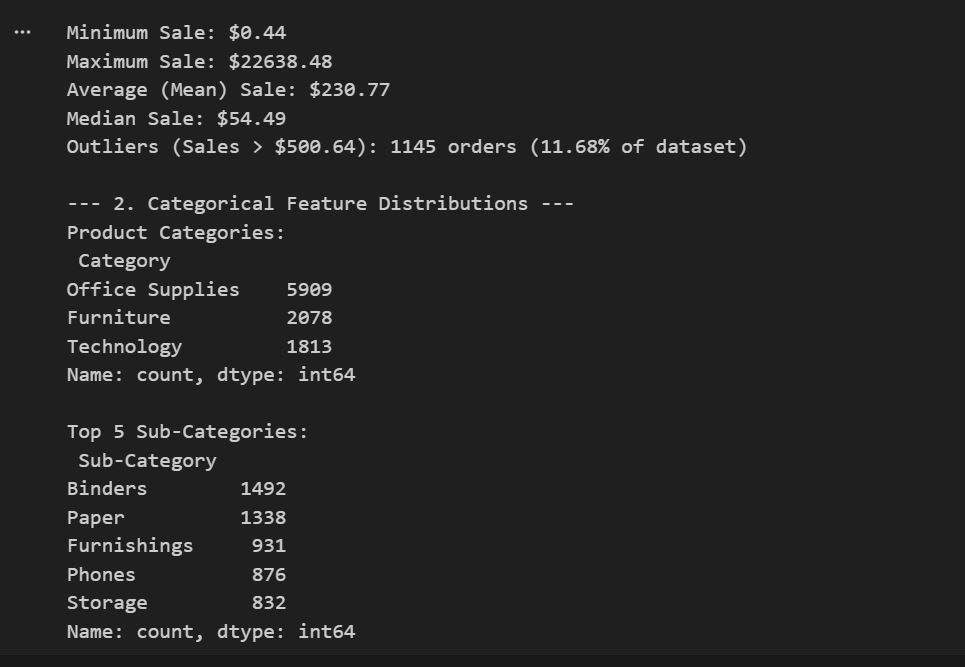 ...
Minimum Sale: $0.44
Maximum Sale: $22638.48
Average (Mean) Sale: $230.77
Median Sale: $54.49
Outliers (Sales > $500.64): 1145 orders (11.68% of dataset)

--- 2. Categorical Feature Distributions ---
Product Categories:
 Category
Office Supplies    5909
Furniture          2078
Technology         1813
Name: count, dtype: int64

Top 5 Sub-Categories:
 Sub-Category
Binders        1492
Paper          1338
Furnishings     931
Phones          876
Storage         832
Name: count, dtype: int64